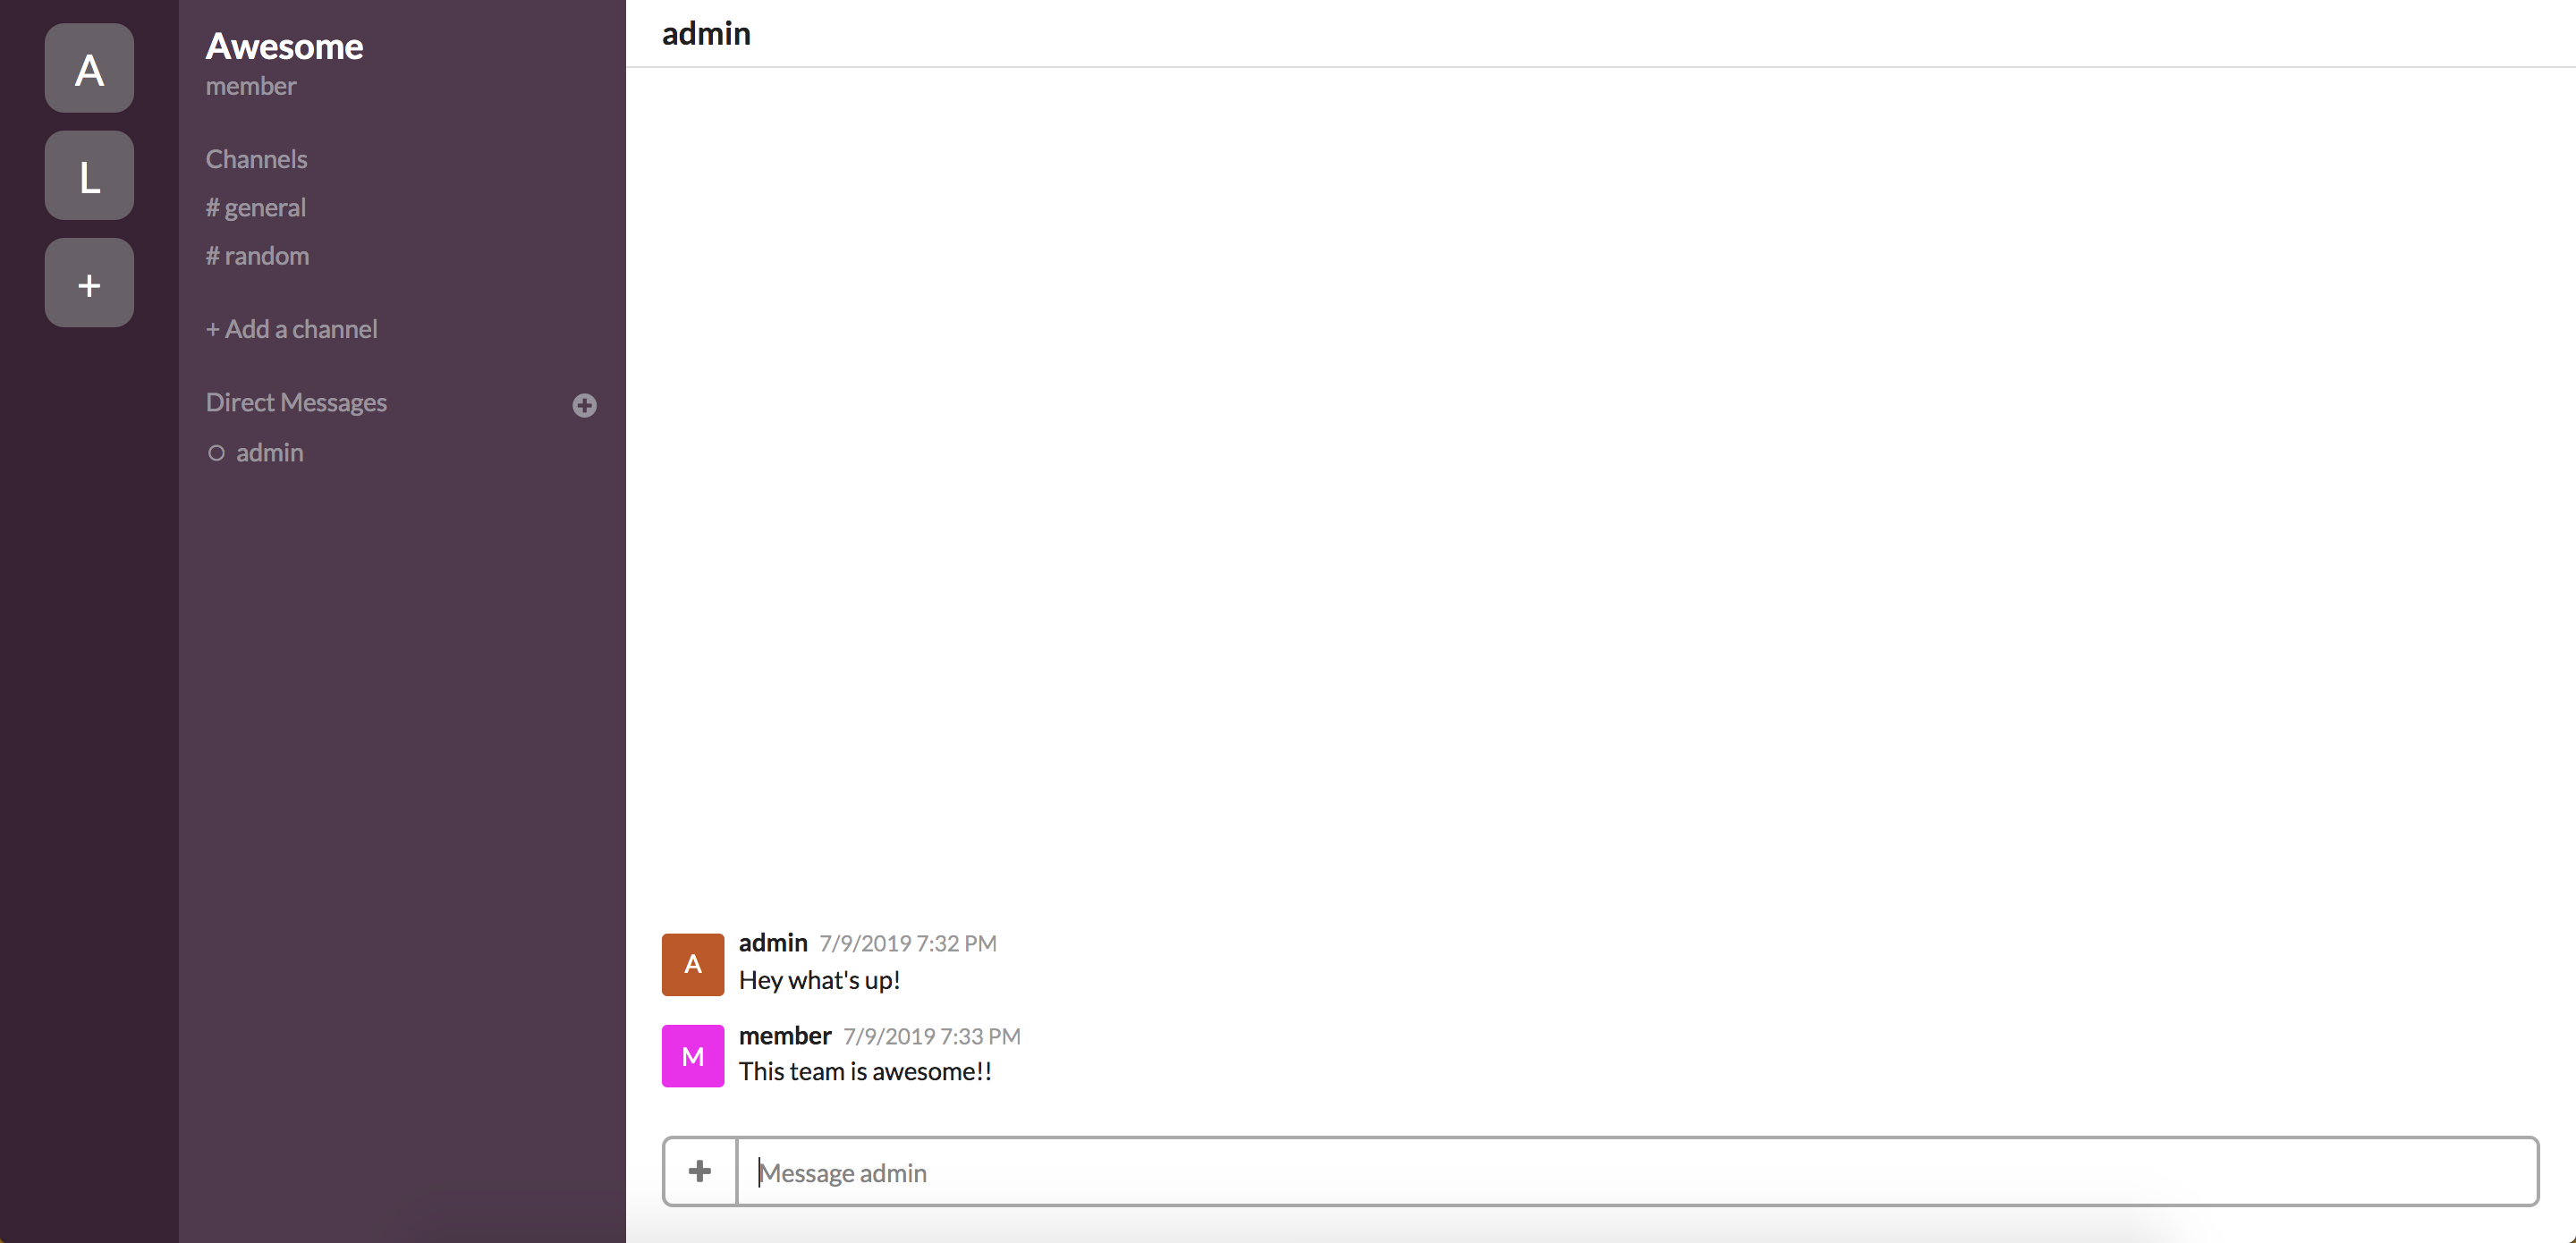 A
L
+
Awesome
member
Channels
# general
# random
+ Add a channel
Direct Messages
admin
admin
A
admin 7/9/2019 7:32 PM
Hey what's up!
M
member 7/9/2019 7:33 PM
This team is awesome!!
Message admin